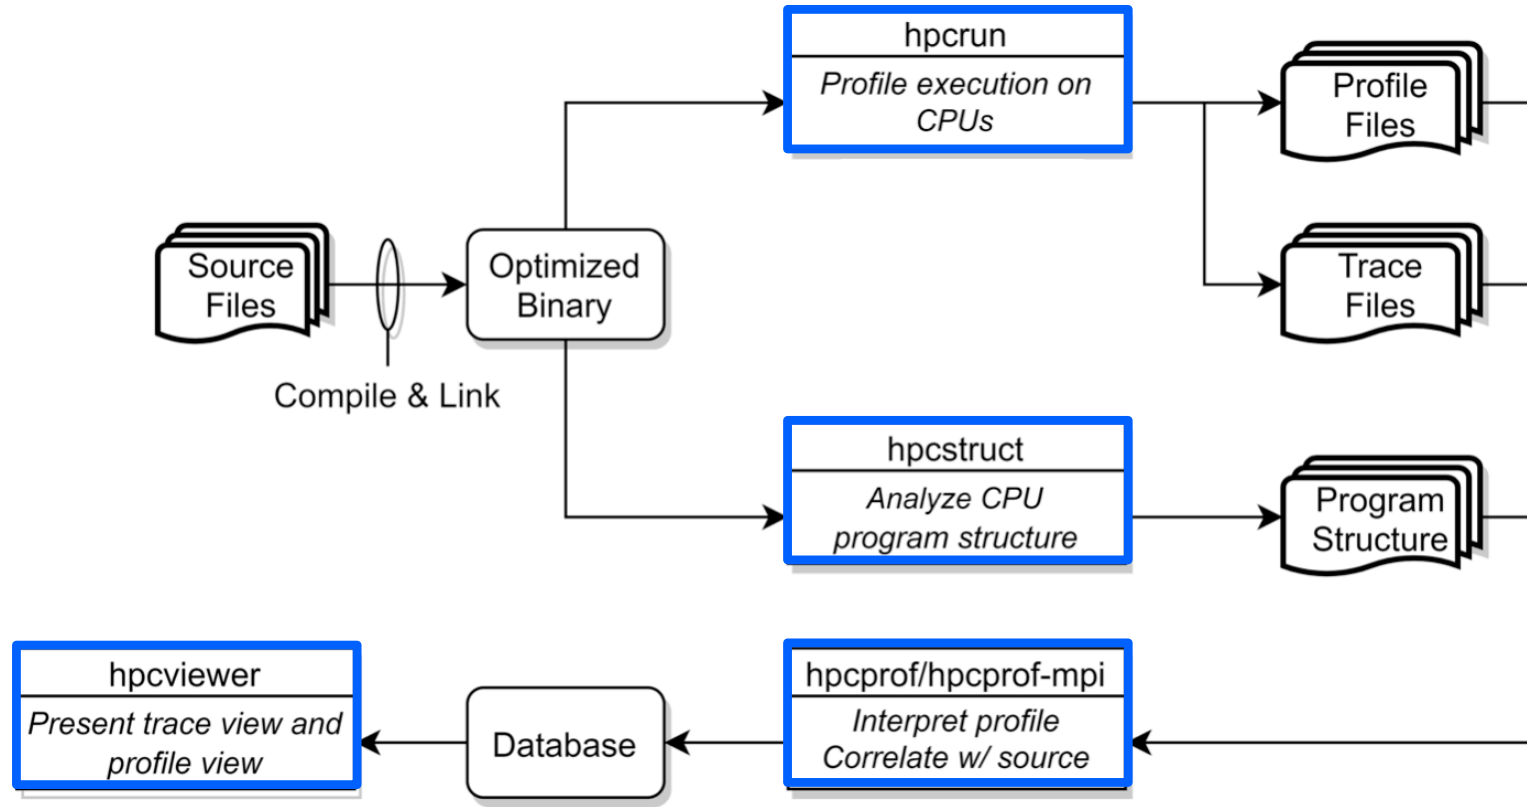 hpcrun
Profile execution on
CPUs
Profile
Files
Source
Files
Optimized
Binary
Trace
Files
Compile & Link
hpcstruct
Analyze CPU
program structure
Program
Structure
hpcviewer
Present trace view and
profile view
Database
hpcprof/hpcprof-mpi
Interpret profile
Correlate w/ source